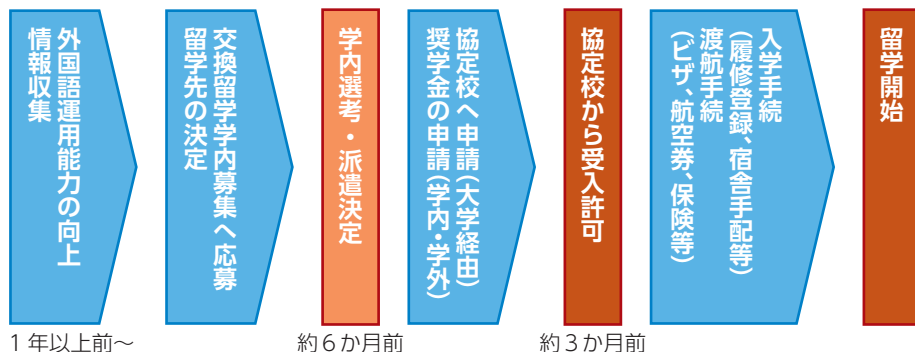 外国語運用能力の向上
情報収集
交換留学学内募集へ応募
留学先の決定
学内選考・派遣決定
協定校へ申請(大学経由)
奨学金の申請(学内・学外)
協定校から受入許可
入学手続
(履修登録、宿舎手配等)
渡航手続
(ビザ、航空券、保険等)
留学開始
1年以上前～
約6か月前
約3か月前